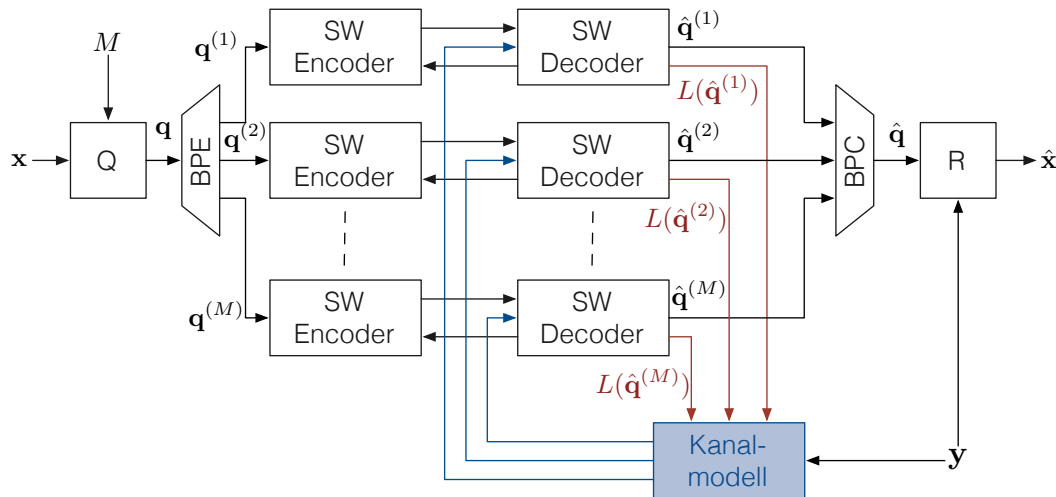 M
x
Q
q
BPE
q^(1)
q^(2)
q^(M)
SW
Encoder
SW
Decoder
q̂^(1)
L(q̂^(1))
SW
Encoder
SW
Decoder
q̂^(2)
L(q̂^(2))
SW
Encoder
SW
Decoder
q̂^(M)
L(q̂^(M))
BPC
q̂
R
x̂
Kanal-
modell
y